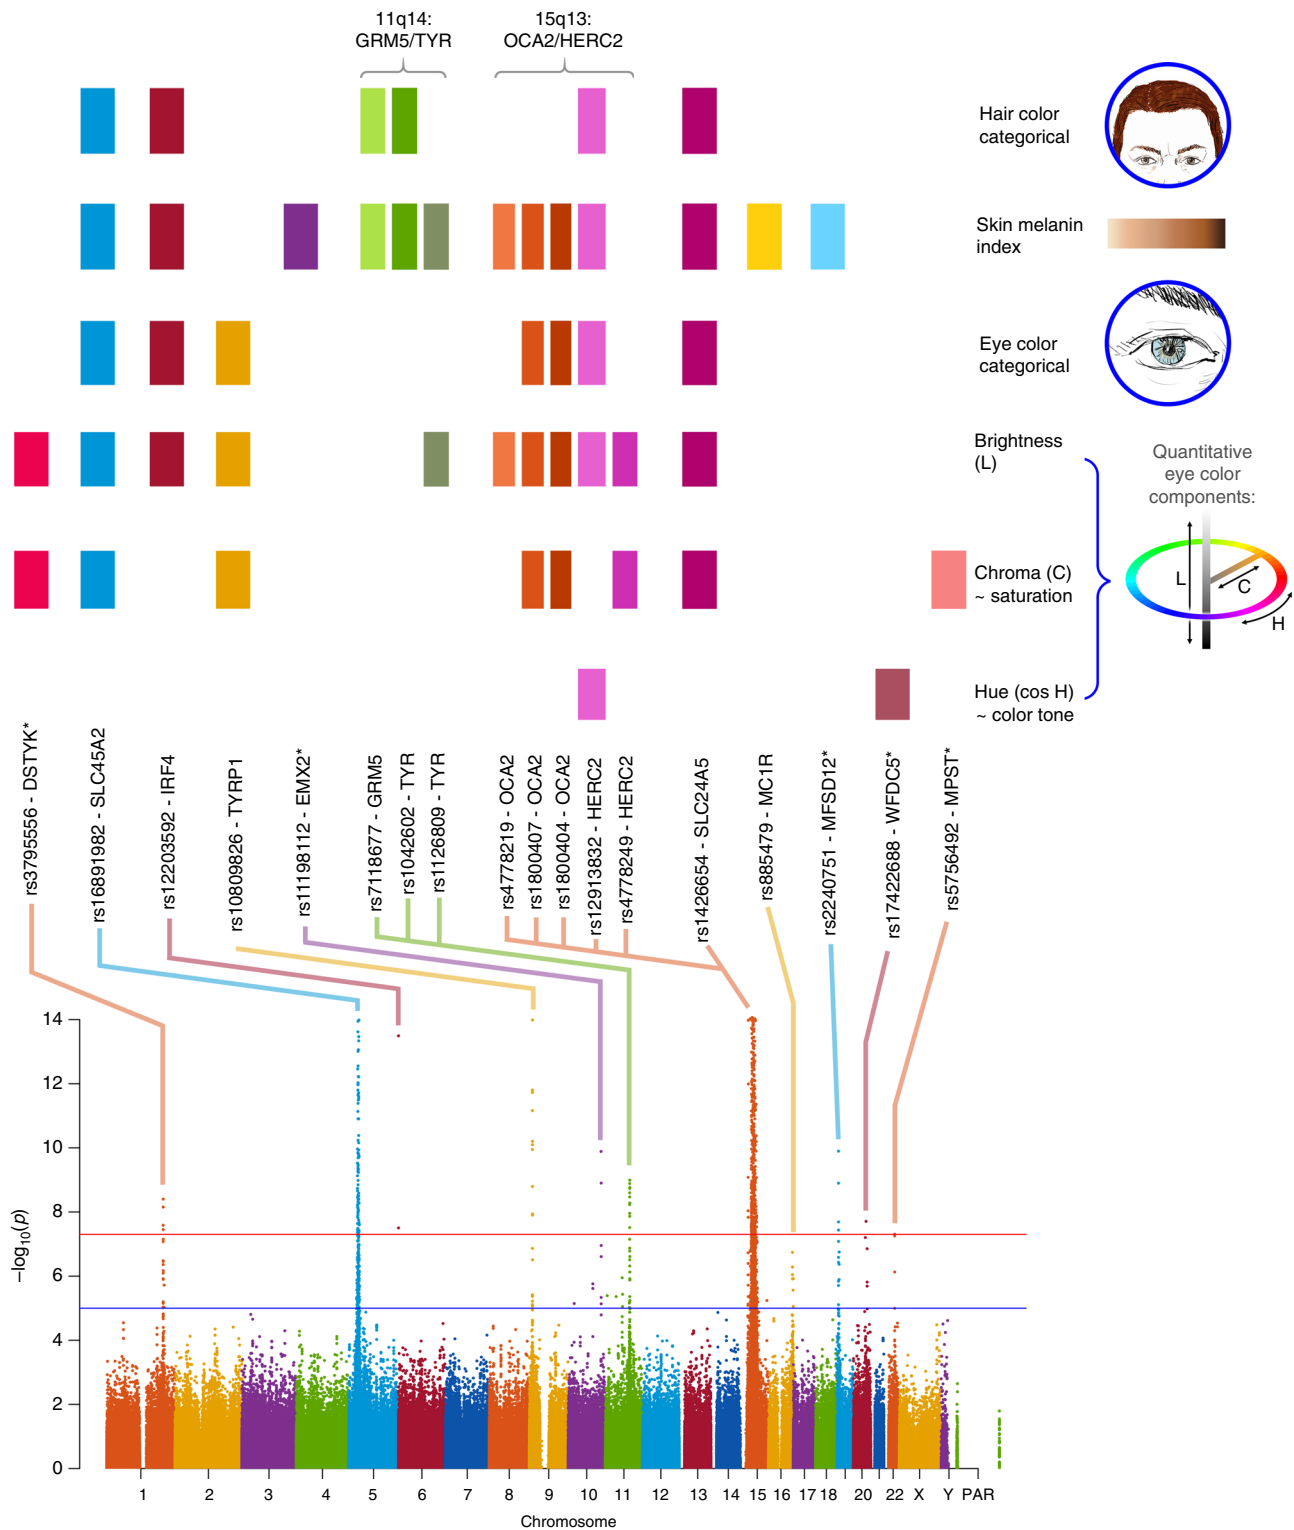 11q14:
GRM5/TYR
15q13:
OCA2/HERC2
Hair color
categorical
Skin melanin
index
Eye color
categorical
Brightness
(L)
Quantitative
eye color
components:
Chroma (C)
~ saturation
L
C
H
Hue (cos H)
~ color tone
rs3795556 - DSTYK*
rs16891982 - SLC45A2
rs12203592 - IRF4
rs10809826 - TYRP1
rs11198112 - EMX2*
rs7118677 - GRM5
rs1042602 - TYR
rs1126809 - TYR
rs4778219 - OCA2
rs1800407 - OCA2
rs1800404 - OCA2
rs12913832 - HERC2
rs4778249 - HERC2
rs1426654 - SLC24A5
rs885479 - MC1R
rs2240751 - MFSD12*
rs17422688 - WFDC5*
rs5756492 - MPST*
14
12
10
8
6
4
2
0
−log10(p)
1 2 3 4 5 6 7 8 9 10 11 12 13 14 15 16 17 18 20 22 X Y PAR
Chromosome